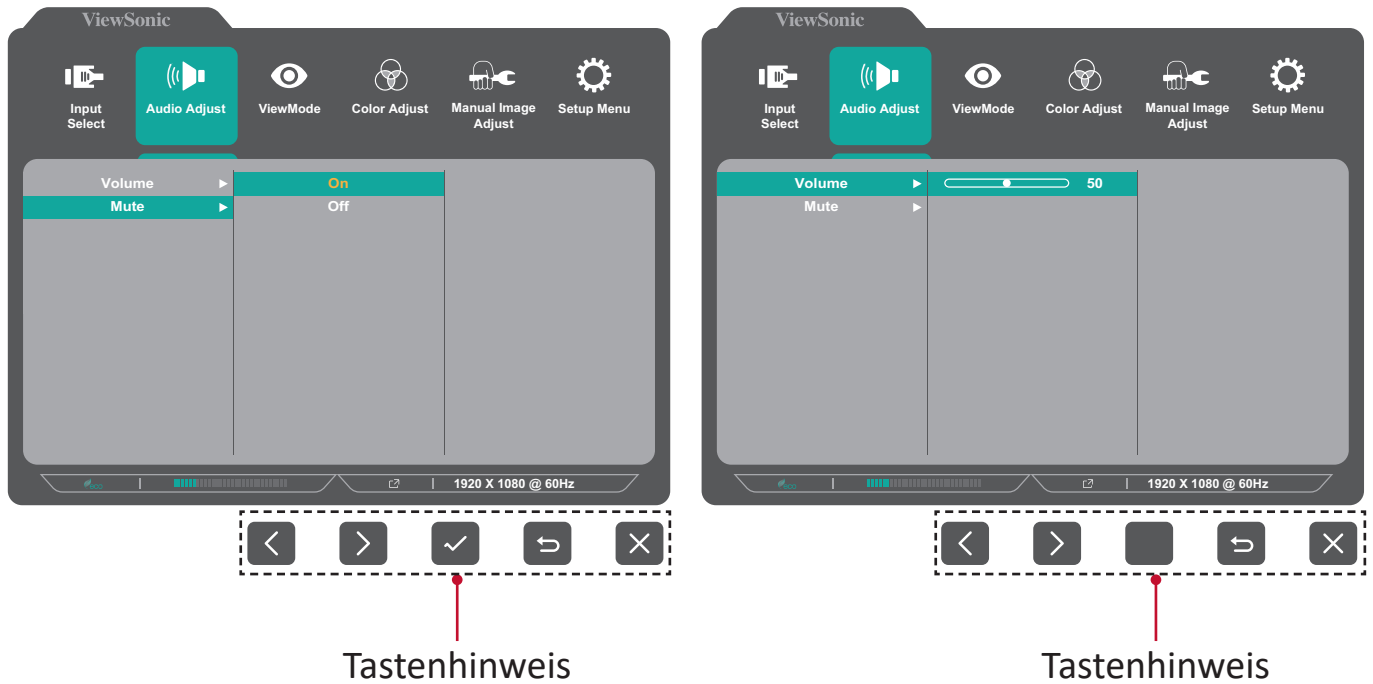 ViewSonic
Input
Select
Audio Adjust
ViewMode
Color Adjust
Manual Image
Adjust
Setup Menu
Volume
On
Mute
Off
eco
1920 X 1080 @ 60Hz
Tastenhinweis
ViewSonic
Input
Select
Audio Adjust
ViewMode
Color Adjust
Manual Image
Adjust
Setup Menu
Volume
50
Mute
eco
1920 X 1080 @ 60Hz
Tastenhinweis